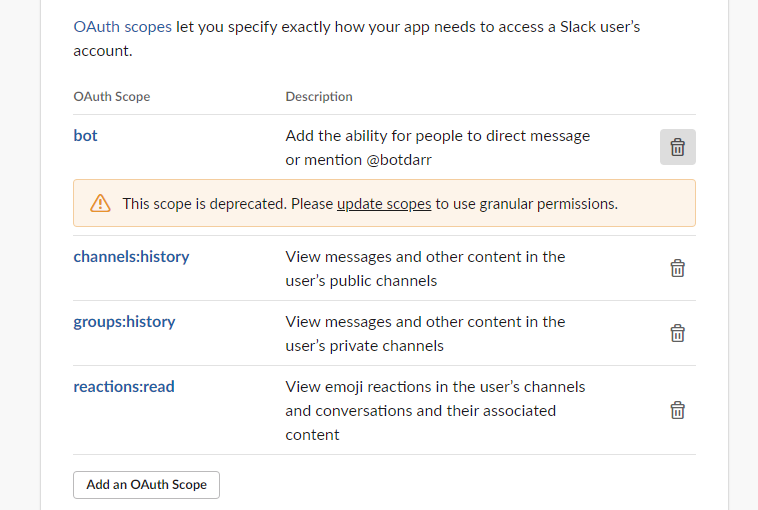 OAuth scopes let you specify exactly how your app needs to access a Slack user’s
account.
OAuth Scope Description
bot Add the ability for people to direct message
or mention @botdarr
This scope is deprecated. Please update scopes to use granular permissions.
channels:history View messages and other content in the
user’s public channels
groups:history View messages and other content in the
user’s private channels
reactions:read View emoji reactions in the user’s channels
and conversations and their associated
content
Add an OAuth Scope